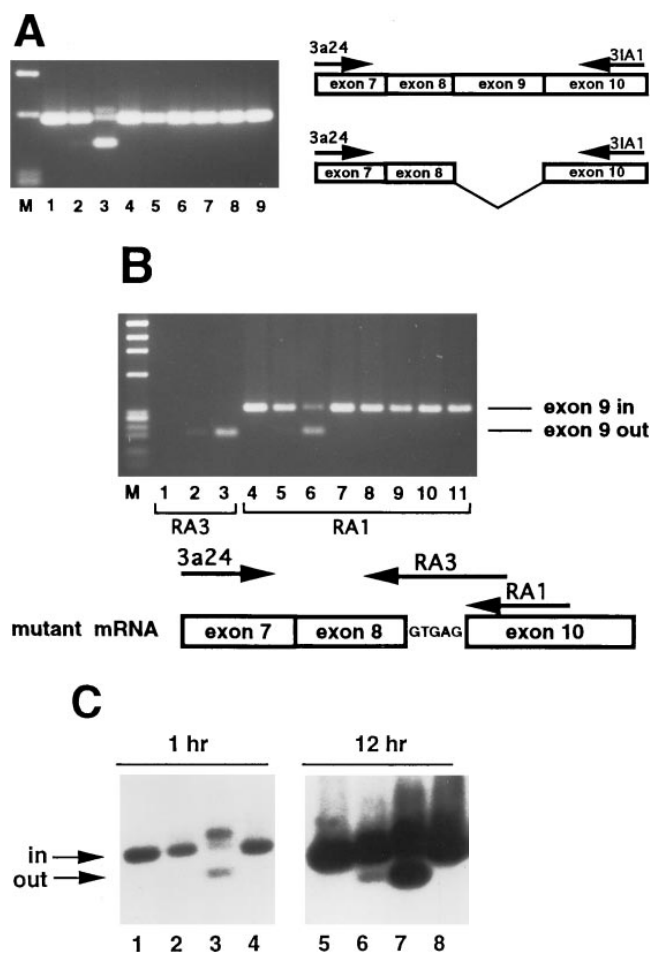 A
M 1 2 3 4 5 6 7 8 9
3a24 3IA1
exon 7 exon 8 exon 9 exon 10
3a24 3IA1
exon 7 exon 8 exon 10
B
exon 9 in
exon 9 out
M 1 2 3 4 5 6 7 8 9 10 11
RA3 RA1
3a24 RA3
RA1
mutant mRNA exon 7 exon 8 GTGAG exon 10
C
1 hr 12 hr
in
out
1 2 3 4 5 6 7 8